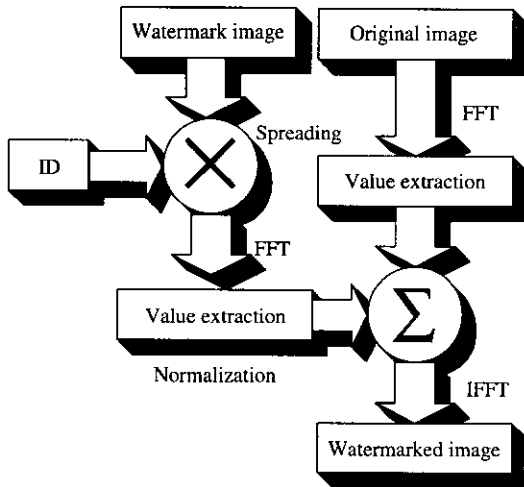 Watermark image
Original image
Spreading
FFT
ID
Value extraction
FFT
Value extraction
Σ
Normalization
IFFT
Watermarked image